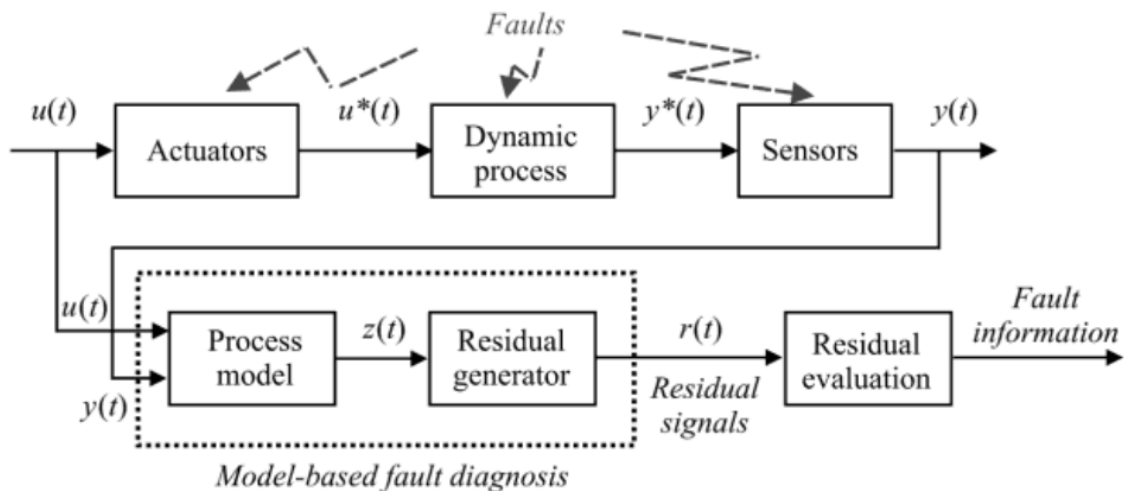 Faults
u(t)
u*(t)
y*(t)
y(t)
Actuators
Dynamic
process
Sensors
u(t)
y(t)
Process
model
z(t)
Residual
generator
r(t)
Residual
signals
Residual
evaluation
Fault
information
Model-based fault diagnosis